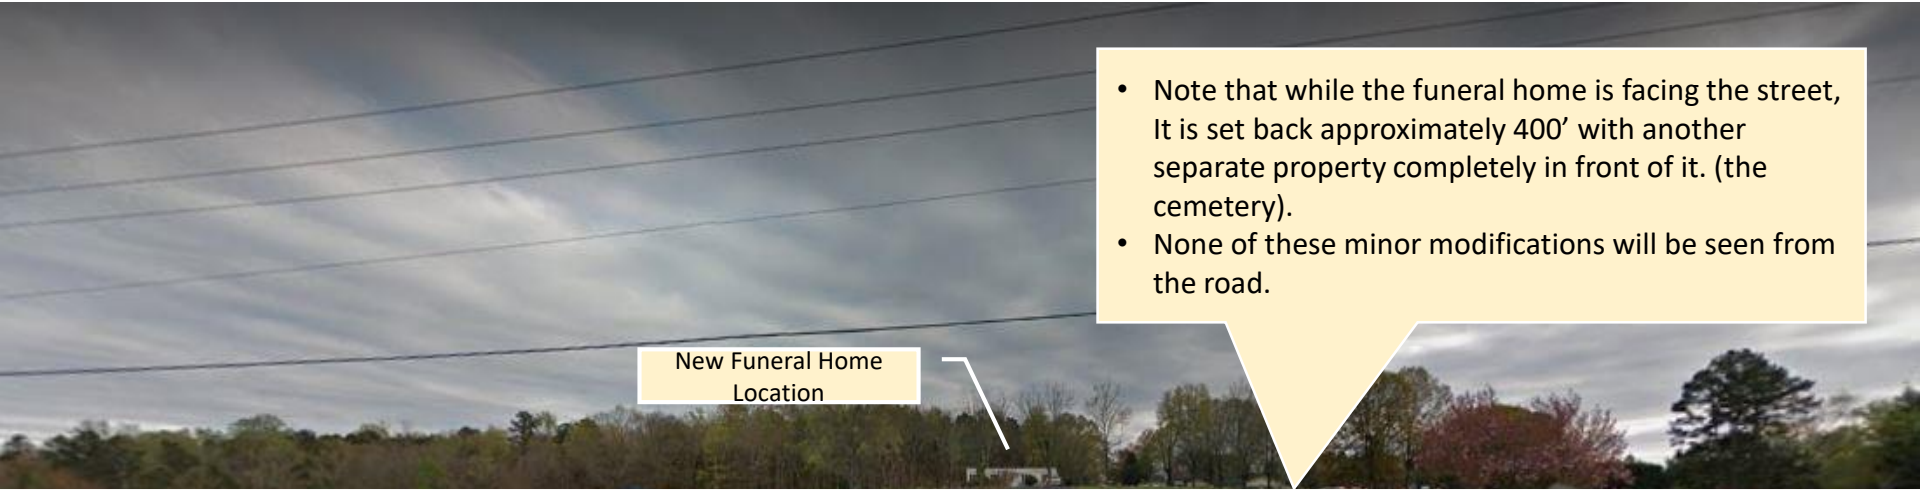 • Note that while the funeral home is facing the street,
It is set back approximately 400’ with another
separate property completely in front of it. (the
cemetery).
• None of these minor modifications will be seen from
the road.
New Funeral Home
Location